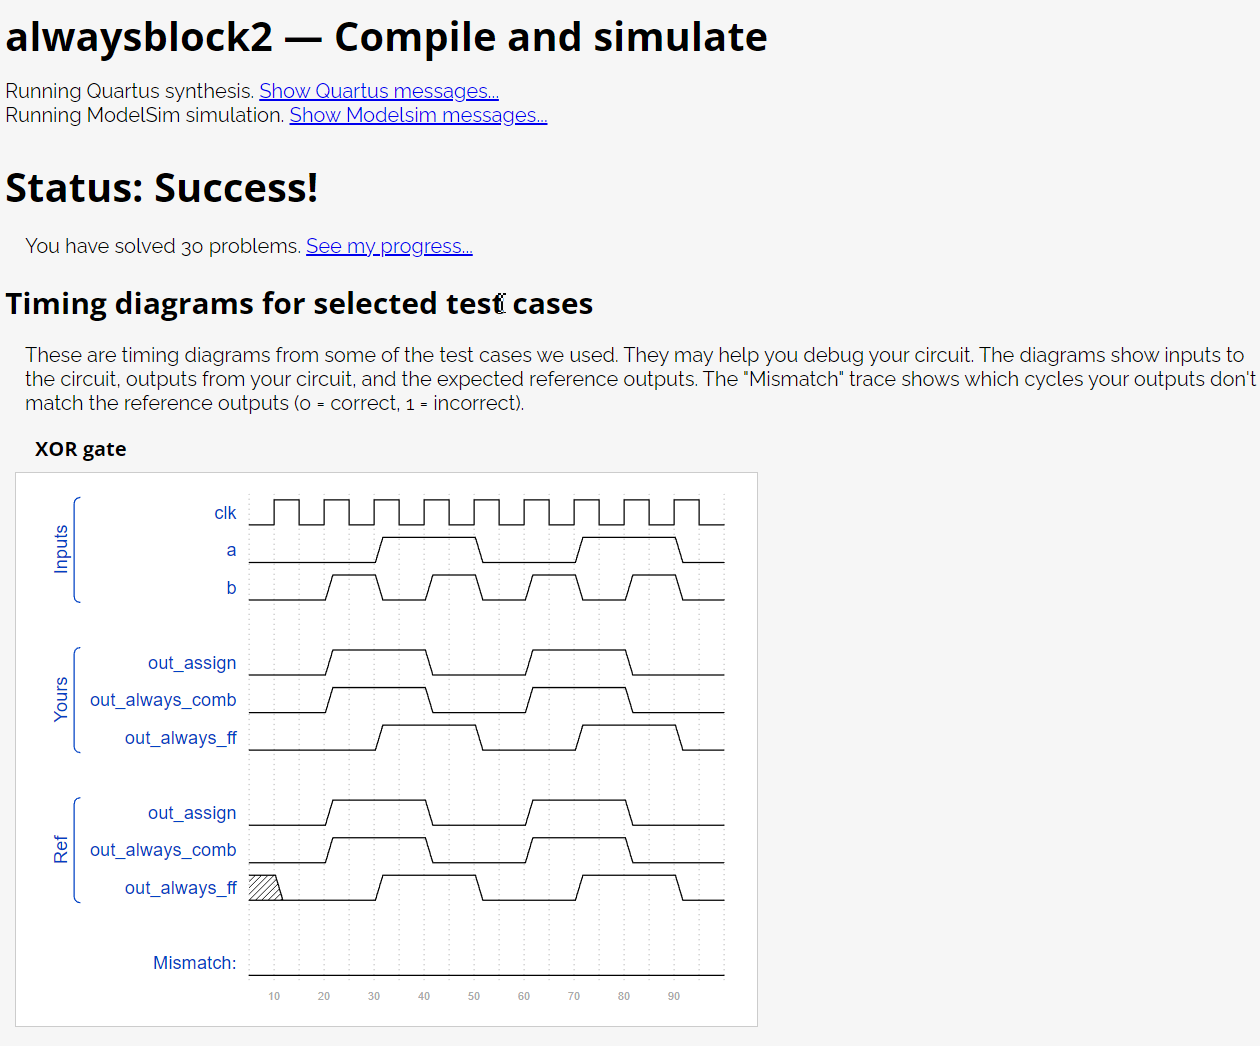 alwaysblock2 — Compile and simulate
Running Quartus synthesis. Show Quartus messages...
Running ModelSim simulation. Show Modelsim messages...
Status: Success!
You have solved 30 problems. See my progress...
Timing diagrams for selected test cases
These are timing diagrams from some of the test cases we used. They may help you debug your circuit. The diagrams show inputs to
the circuit, outputs from your circuit, and the expected reference outputs. The "Mismatch" trace shows which cycles your outputs don't
match the reference outputs (0 = correct, 1 = incorrect).
XOR gate
Inputs
clk
a
b
Yours
out_assign
out_always_comb
out_always_ff
Ref
out_assign
out_always_comb
out_always_ff
Mismatch:
10 20 30 40 50 60 70 80 90